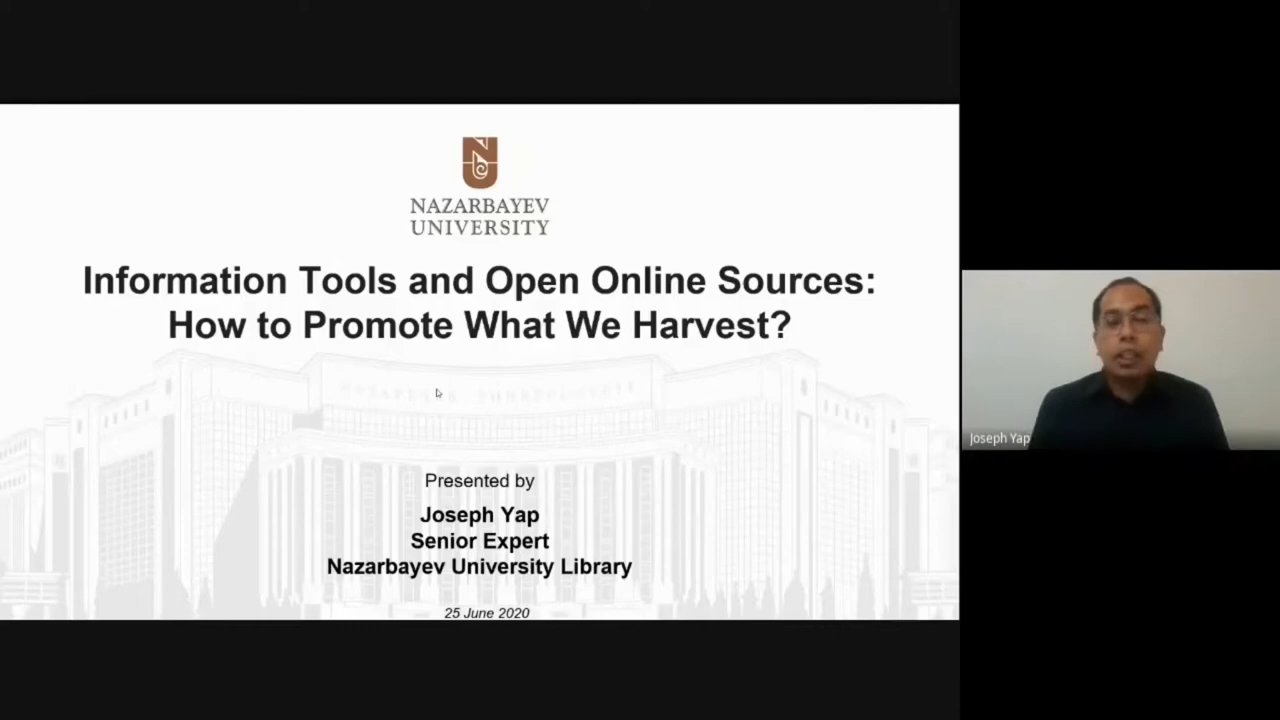 NAZARBAYEV
UNIVERSITY
Information Tools and Open Online Sources:
How to Promote What We Harvest?
Presented by
Joseph Yap
Senior Expert
Nazarbayev University Library
25 June 2020
Joseph Yap